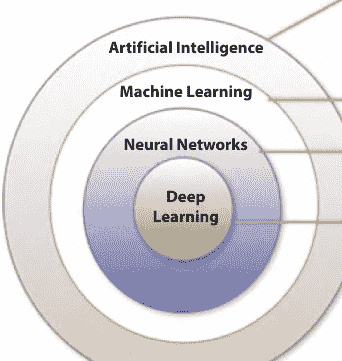 Artificial Intelligence
Machine Learning
Neural Networks
Deep
Learning